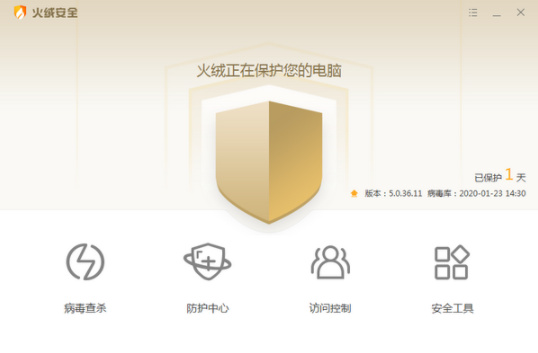 火绒安全
火绒正在保护您的电脑
已保护 1 天
版本：5.0.36.11 病毒库：2020-01-23 14:30
病毒查杀 防护中心 访问控制 安全工具